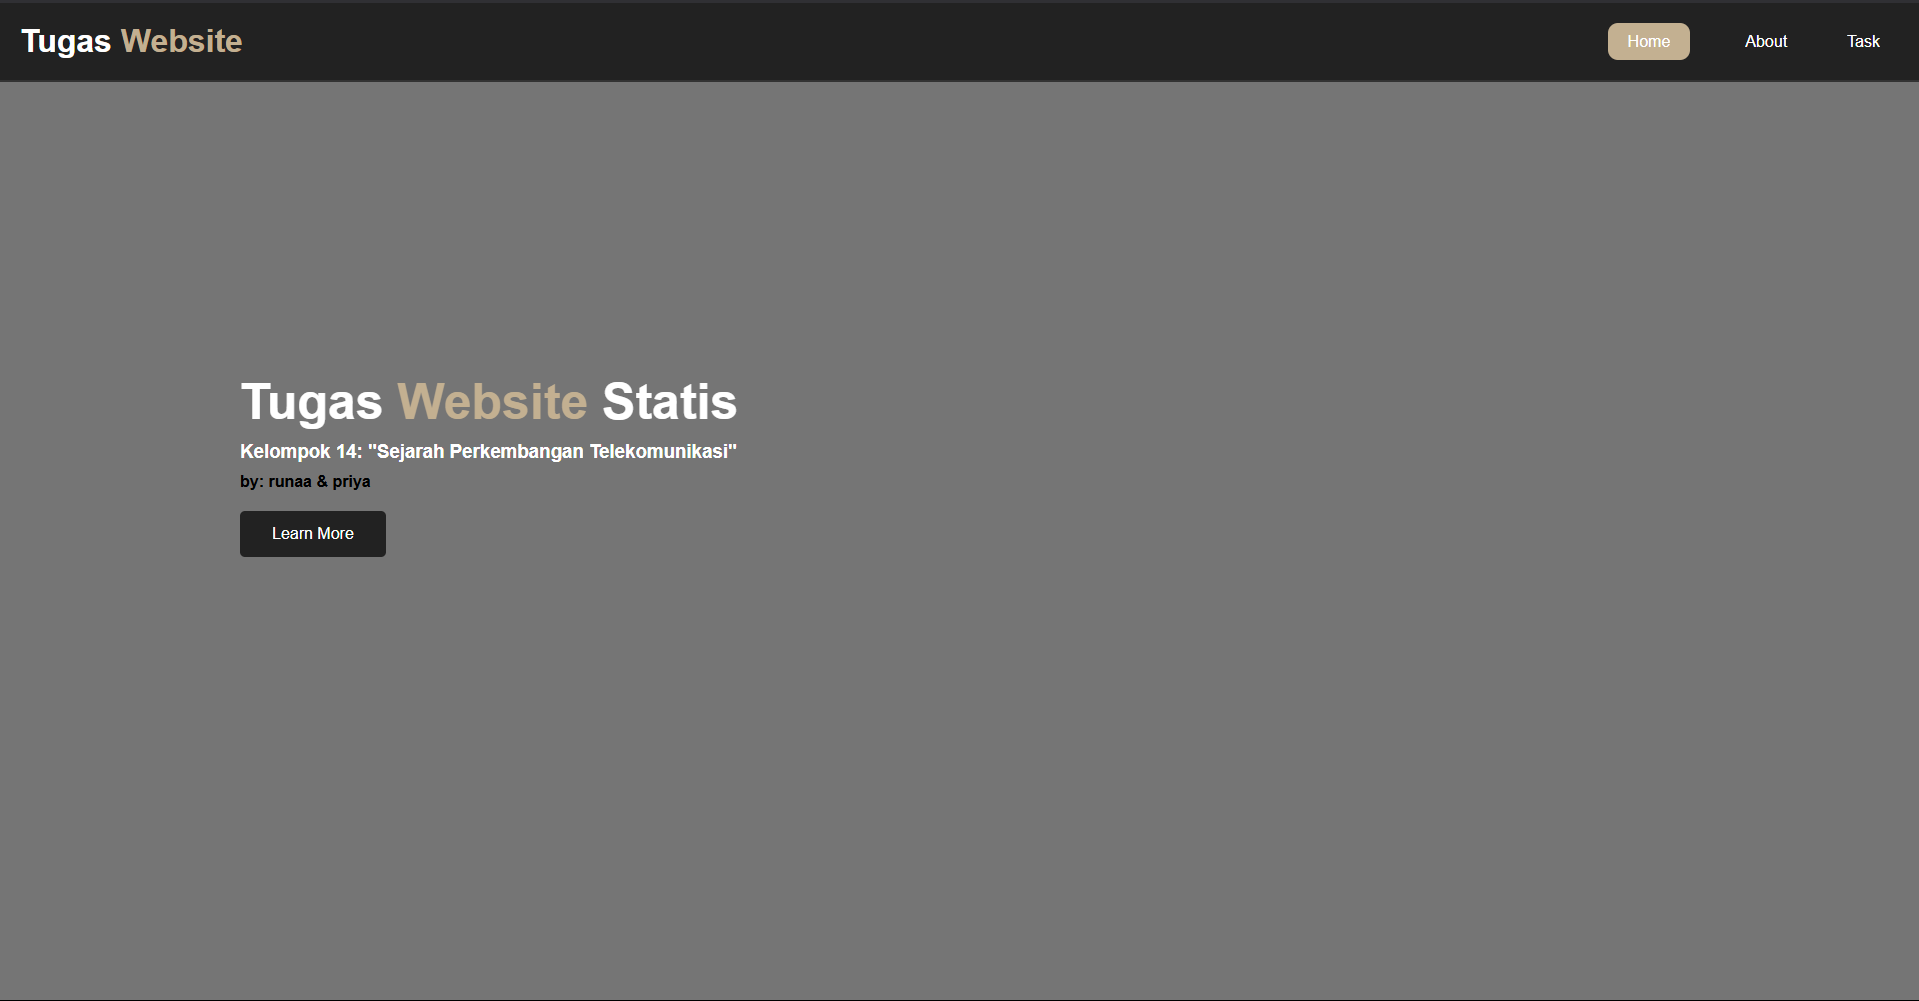 Tugas Website
Home About Task
Tugas Website Statis
Kelompok 14: "Sejarah Perkembangan Telekomunikasi"
by: runaa & priya
Learn More